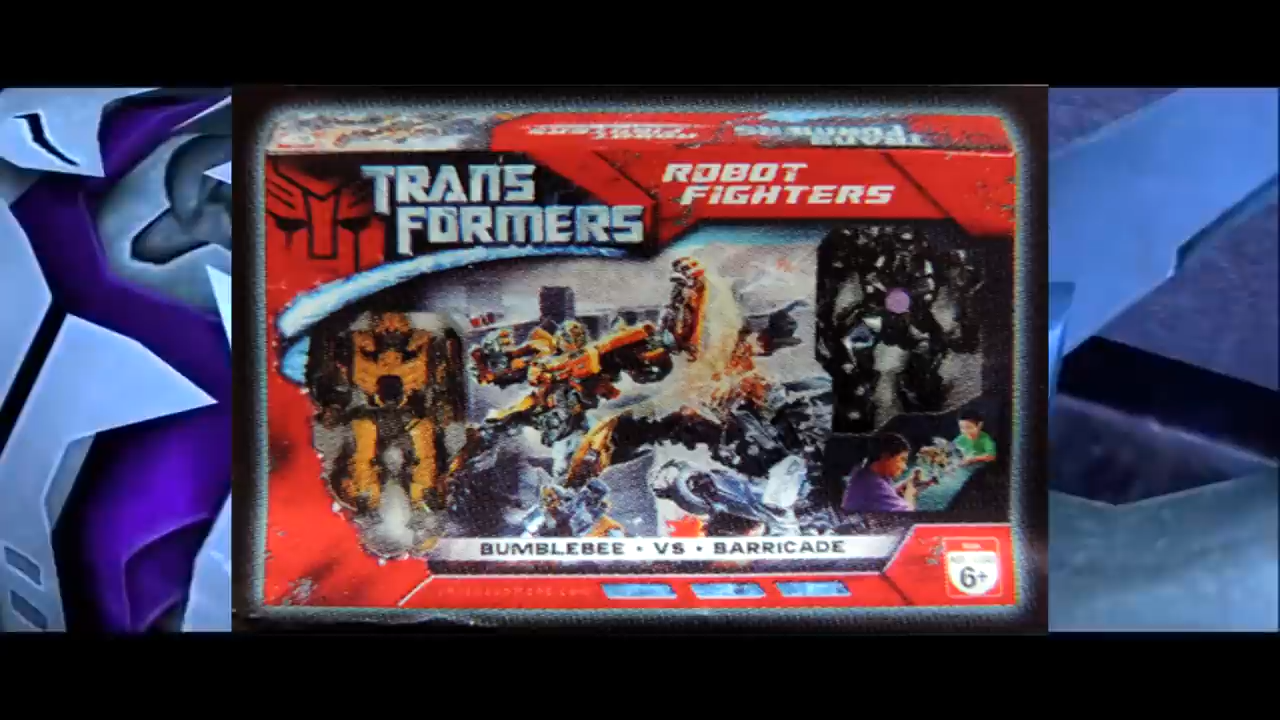 TRANS
FORMERS
ROBOT
FIGHTERS
BUMBLEBEE • VS • BARRICADE
6+